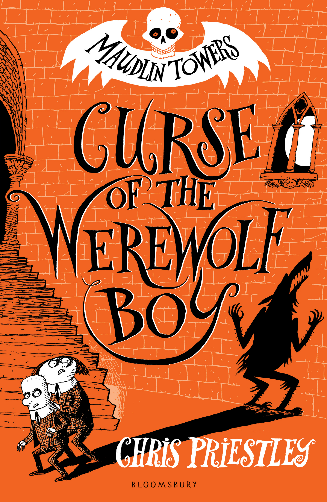 MAUDLIN TOWERS
CURSE
OF THE
WEREWOLF
BOY
CHRIS PRIESTLEY
BLOOMSBURY